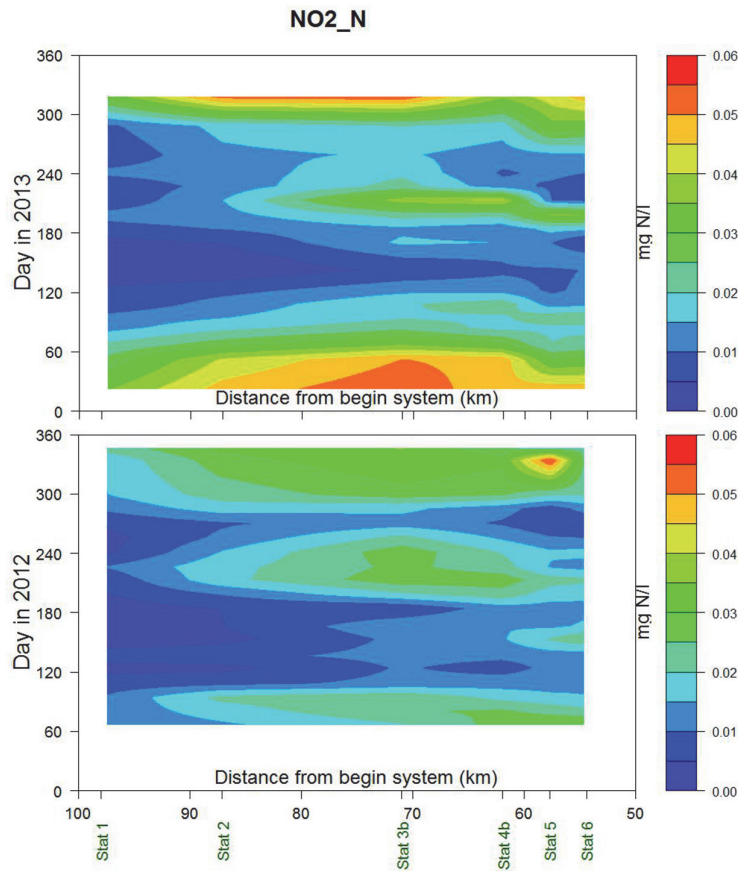 NO2_N
360
300
240
180
120
60
0
Day in 2013
Distance from begin system (km)
0.06
0.05
0.04
0.03
0.02
0.01
0.00
mg N/l
360
300
240
180
120
60
0
Day in 2012
Distance from begin system (km)
0.06
0.05
0.04
0.03
0.02
0.01
0.00
mg N/l
100 90 80 70 60 50
Stat 1
Stat 2
Stat 3b
Stat 4b
Stat 5
Stat 6